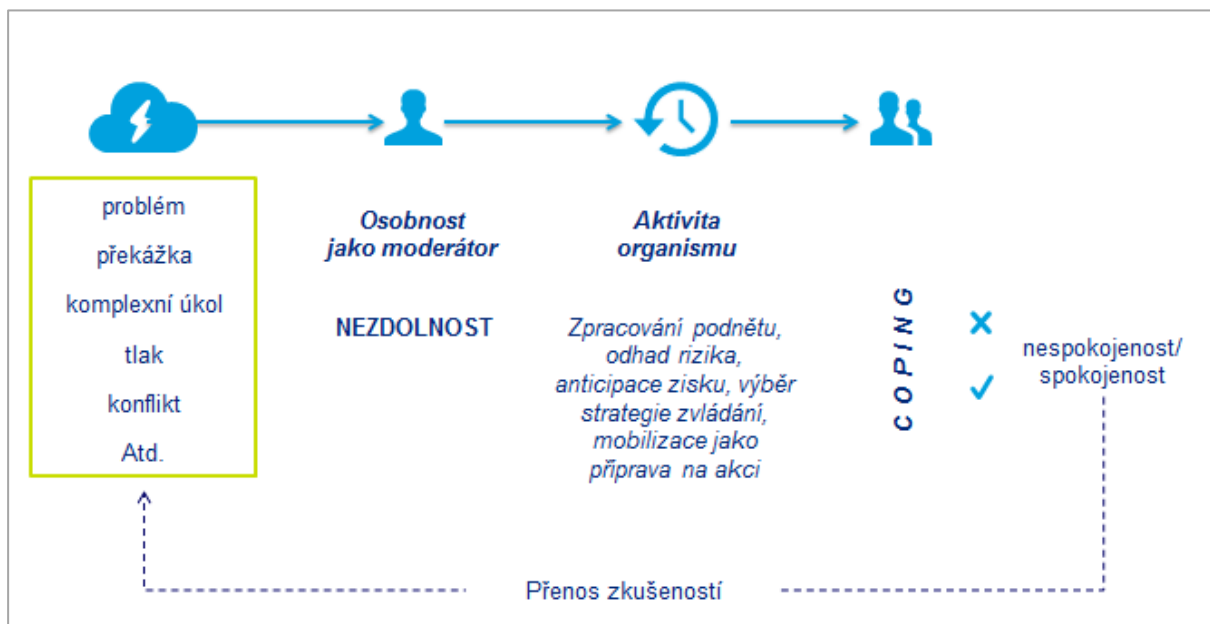 problém
překážka
komplexní úkol
tlak
konflikt
Atd.
Osobnost
jako moderátor
NEZDOLNOST
Aktivita
organismu
Zpracování podnětu,
odhad rizika,
anticipace zisku, výběr
strategie zvládání,
mobilizace jako
příprava na akci
COPING
nespokojenost/
spokojenost
Přenos zkušeností